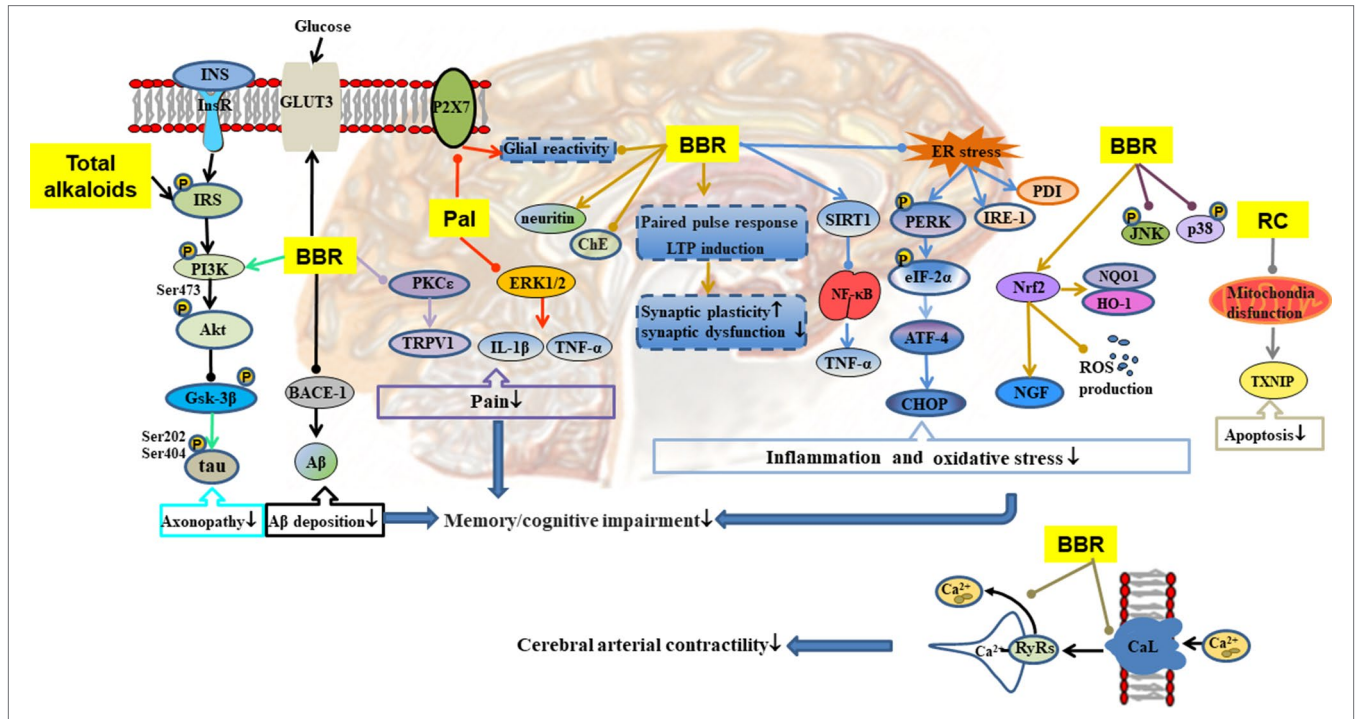 Glucose
INS
InsR
GLUT3
P2X7
Total
alkaloids
P
IRS
Glial reactivity
BBR
ER stress
BBR
PDI
P
PERK
IRE-1
P
JNK
P
p38
RC
Pal
neuritin
ChE
Paired pulse response
LTP induction
SIRT1
P
PI3K
Ser473
BBR
PKCε
ERK1/2
P
eIF-2α
Nrf2
NQO1
HO-1
NF-κB
Mitochondia
disfunction
P
Akt
TRPV1
IL-1β
TNF-α
Synaptic plasticity↑
synaptic dysfunction↓
ATF-4
TNF-α
ROS
production
TXNIP
P
Gsk-3β
BACE-1
Pain↓
CHOP
NGF
Apoptosis↓
Ser202
Ser404
P
tau
Aβ
Inflammation and oxidative stress↓
Axonopathy↓
Aβ deposition↓
Memory/cognitive impairment↓
BBR
Ca2+
Cerebral arterial contractility↓
Ca2+
RyRs
CaL
Ca2+